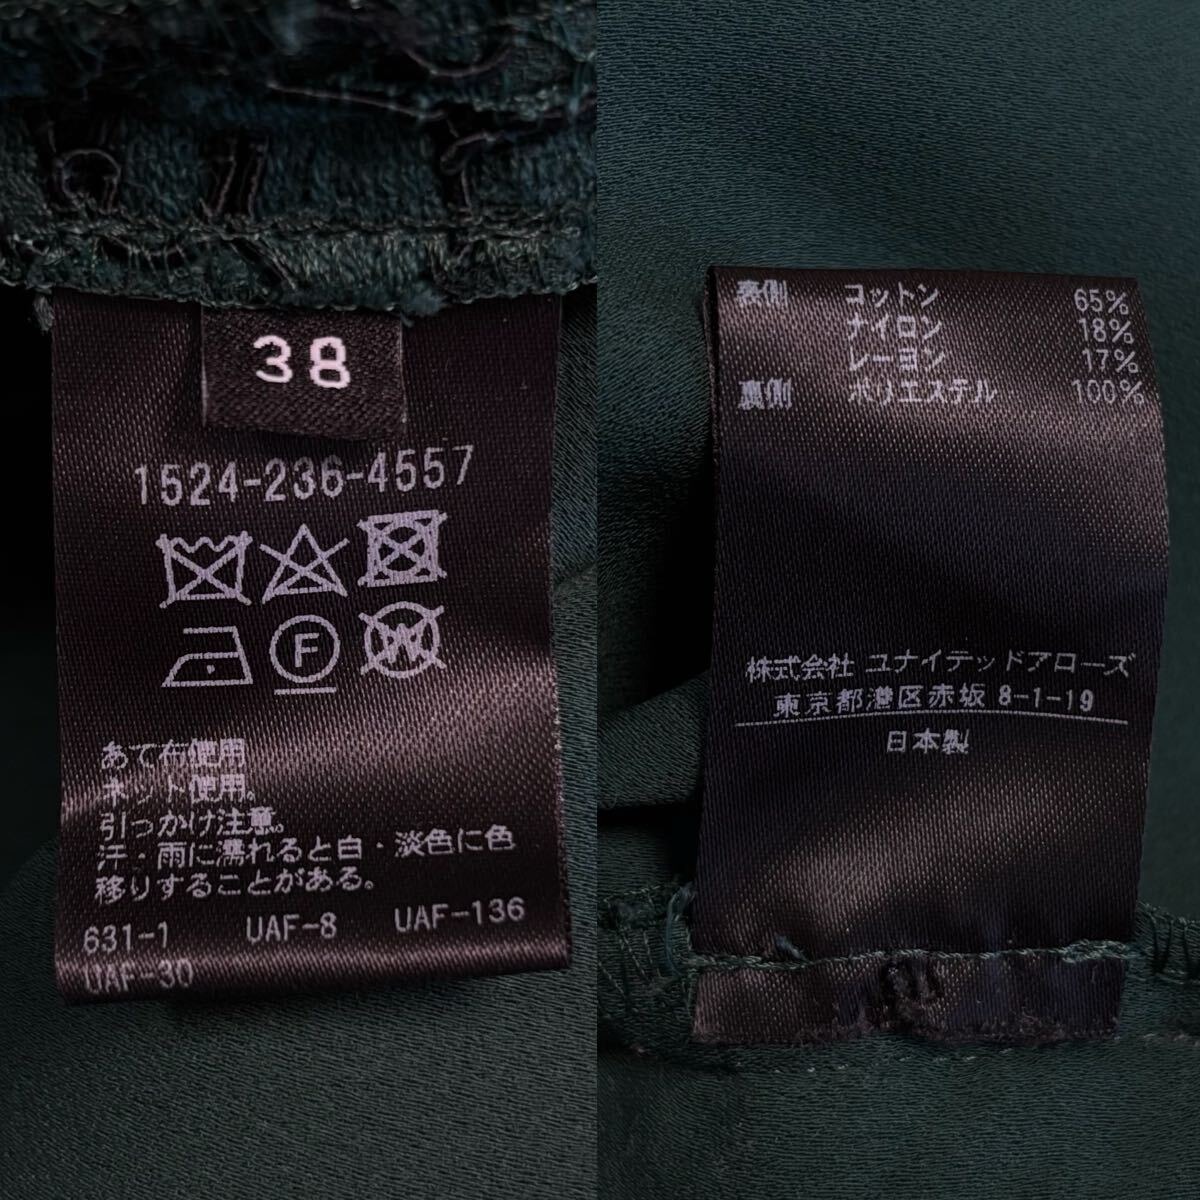 38
1524-236-4557
F
W
あて布使用
ネット使用。
引っかけ注意。
汗・雨に濡れると白・淡色に色
移りすることがある。
631-1 UAF-8 UAF-136
UAF-30
表側 コットン 65%
ナイロン 18%
レーヨン 17%
裏側 ポリエステル 100%
株式会社 ユナイテッドアローズ
東京都港区赤坂 8-1-19
日本製